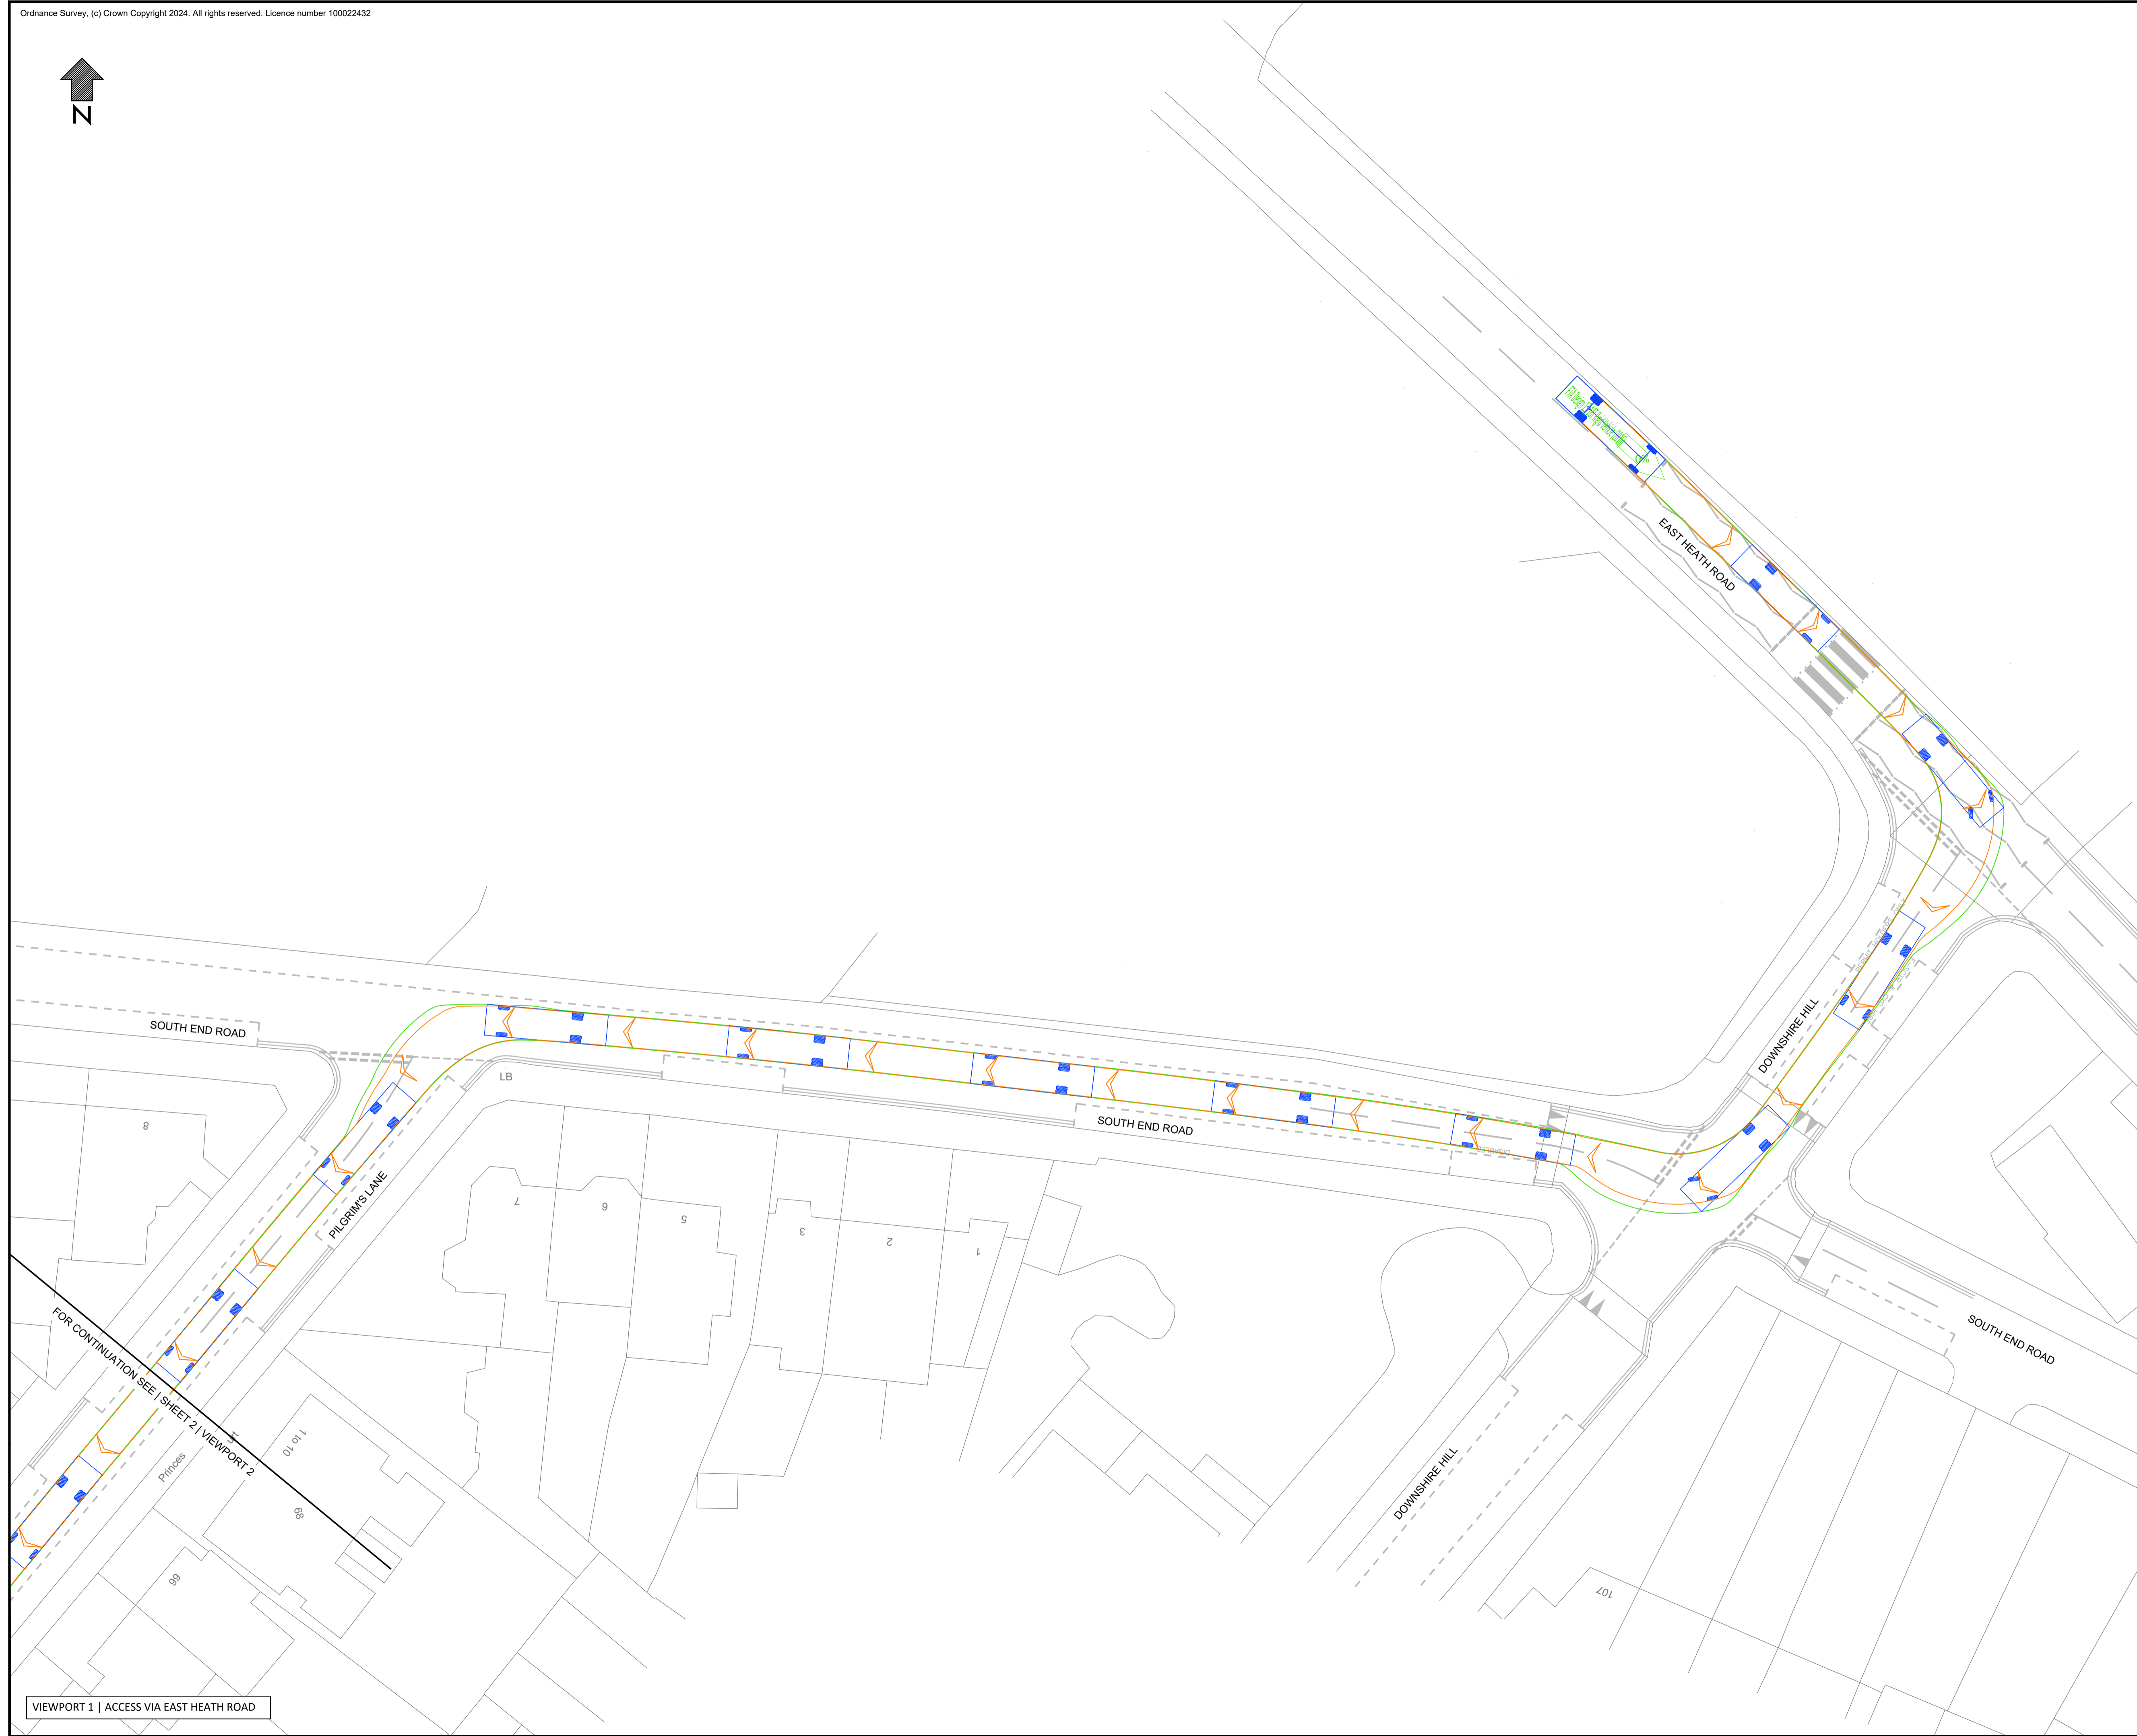 Ordnance Survey, (c) Crown Copyright 2024. All rights reserved. Licence number 100022432
N
EAST HEATH ROAD
DOWNSHIRE HILL
SOUTH END ROAD
LB
SOUTH END ROAD
8
PILGRIM'S LANE
7
6
5
3
2
1
SOUTH END ROAD
FOR CONTINUATION SEE | SHEET 2 | VIEWPORT 2
1 to 10
Princes
68
66
DOWNSHIRE HILL
107
VIEWPORT 1 | ACCESS VIA EAST HEATH ROAD